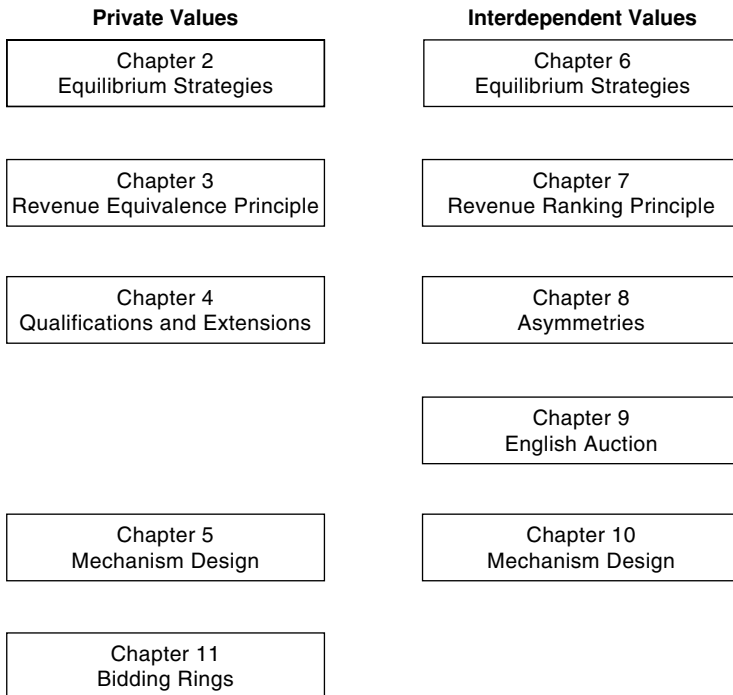 Private Values
Interdependent Values
Chapter 2
Equilibrium Strategies
Chapter 6
Equilibrium Strategies
Chapter 3
Revenue Equivalence Principle
Chapter 7
Revenue Ranking Principle
Chapter 4
Qualifications and Extensions
Chapter 8
Asymmetries
Chapter 9
English Auction
Chapter 5
Mechanism Design
Chapter 10
Mechanism Design
Chapter 11
Bidding Rings